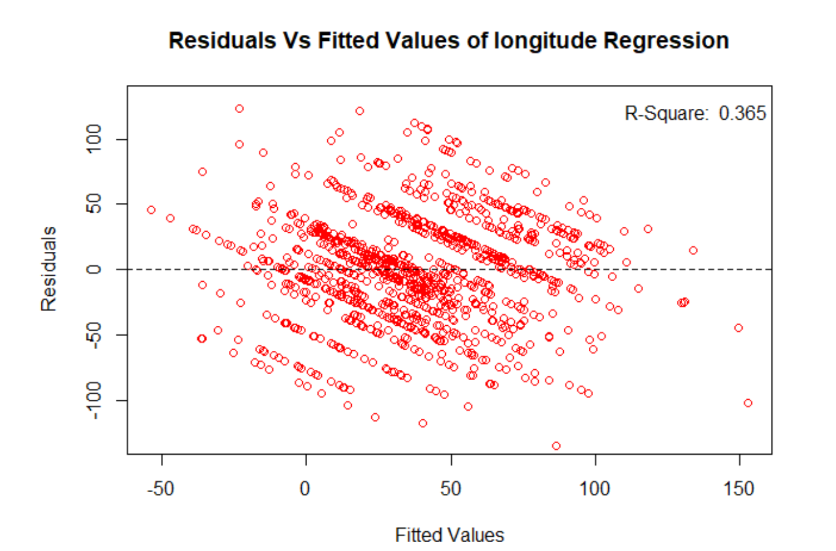 Residuals Vs Fitted Values of longitude Regression
R-Square: 0.365
Residuals
100
50
0
-50
-100
-50 0 50 100 150
Fitted Values